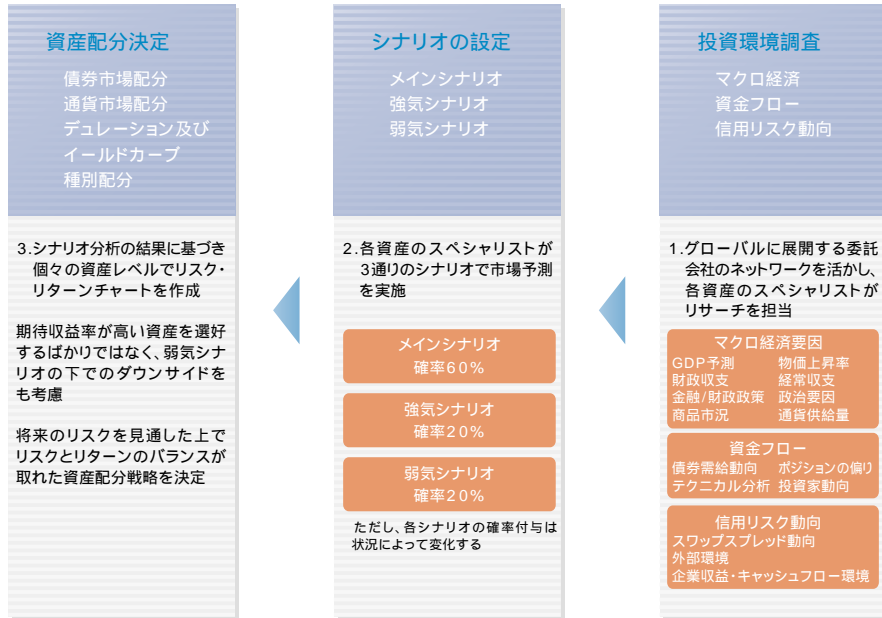 投資環境調査
マクロ経済
資金フロー
信用リスク動向
1.グローバルに展開する委託
会社のネットワークを活かし、
各資産のスペシャリストが
リサーチを担当
マクロ経済要因
GDP予測 物価上昇率
財政収支 経常収支
金融/財政政策 政治要因
商品市況 通貨供給量
資金フロー
債券需給動向 ポジションの偏り
テクニカル分析 投資家動向
信用リスク動向
スワップスプレッド動向
外部環境
企業収益・キャッシュフロー環境
シナリオの設定
メインシナリオ
強気シナリオ
弱気シナリオ
2.各資産のスペシャリストが
3通りのシナリオで市場予測
を実施
メインシナリオ
確率60%
強気シナリオ
確率20%
弱気シナリオ
確率20%
ただし、各シナリオの確率付与は
状況によって変化する
資産配分決定
債券市場配分
通貨市場配分
デュレーション及び
イールドカーブ
種別配分
3.シナリオ分析の結果に基づき
個々の資産レベルでリスク・
リターンチャートを作成
期待収益率が高い資産を選好
するばかりではなく、弱気シナ
リオの下でのダウンサイドを
も考慮
将来のリスクを見通した上で
リスクとリターンのバランスが
取れた資産配分戦略を決定